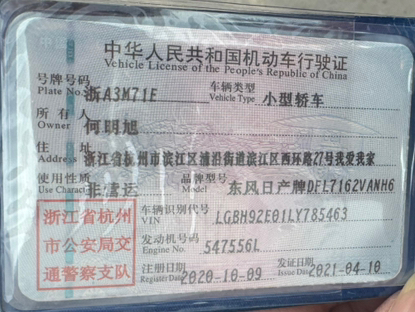 中华人民共和国机动车行驶证
Vehicle License of the People's Republic of China
号牌号码 Plate No. 浙A3M71E 车辆类型 Vehicle Type 小型轿车
所有人 Owner 何明旭
住址 Address 浙江省杭州市滨江区浦沿街道滨江区西环路27号我爱我家
使用性质 Use Character 非营运 品牌型号 Model 东风日产牌DFL7162VANH6
浙江省杭州
市公安局交
通警察支队
车辆识别代号 VIN LGBH92E01LY785463
发动机号码 Engine No. 547556L
注册日期 Register Date 2020-10-09 发证日期 Issue Date 2021-04-10